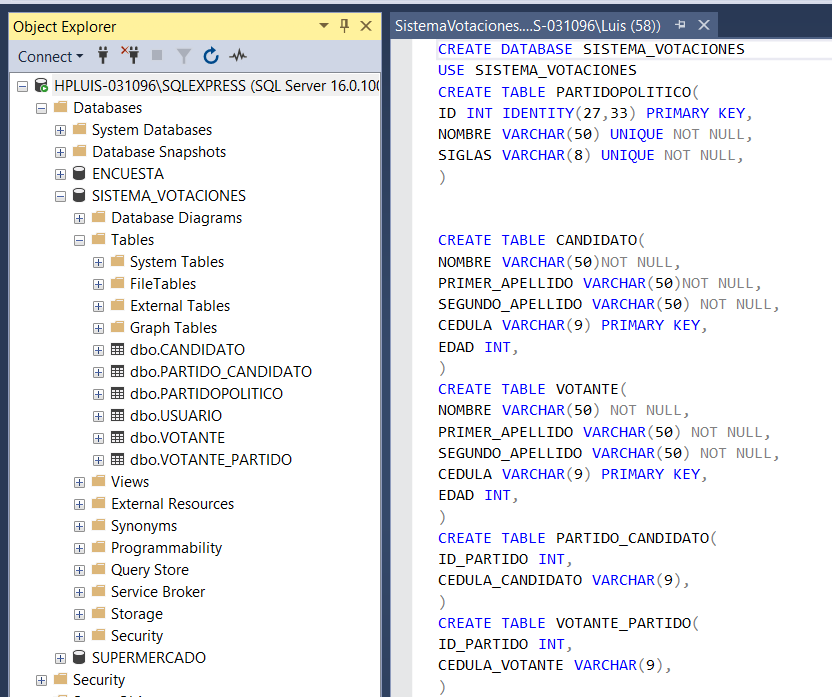 Object Explorer
Connect
HPLUIS-031096\SQLEXPRESS (SQL Server 16.0.100
Databases
System Databases
Database Snapshots
ENCUESTA
SISTEMA_VOTACIONES
Database Diagrams
Tables
System Tables
FileTables
External Tables
Graph Tables
dbo.CANDIDATO
dbo.PARTIDO_CANDIDATO
dbo.PARTIDOPOLITICO
dbo.USUARIO
dbo.VOTANTE
dbo.VOTANTE_PARTIDO
Views
External Resources
Synonyms
Programmability
Query Store
Service Broker
Storage
Security
SUPERMERCADO
Security
SistemaVotaciones....S-031096\Luis (58))
CREATE DATABASE SISTEMA_VOTACIONES
USE SISTEMA_VOTACIONES
CREATE TABLE PARTIDOPOLITICO(
ID INT IDENTITY(27,33) PRIMARY KEY,
NOMBRE VARCHAR(50) UNIQUE NOT NULL,
SIGLAS VARCHAR(8) UNIQUE NOT NULL,
)
CREATE TABLE CANDIDATO(
NOMBRE VARCHAR(50)NOT NULL,
PRIMER_APELLIDO VARCHAR(50)NOT NULL,
SEGUNDO_APELLIDO VARCHAR(50) NOT NULL,
CEDULA VARCHAR(9) PRIMARY KEY,
EDAD INT,
)
CREATE TABLE VOTANTE(
NOMBRE VARCHAR(50) NOT NULL,
PRIMER_APELLIDO VARCHAR(50) NOT NULL,
SEGUNDO_APELLIDO VARCHAR(50) NOT NULL,
CEDULA VARCHAR(9) PRIMARY KEY,
EDAD INT,
)
CREATE TABLE PARTIDO_CANDIDATO(
ID_PARTIDO INT,
CEDULA_CANDIDATO VARCHAR(9),
)
CREATE TABLE VOTANTE_PARTIDO(
ID_PARTIDO INT,
CEDULA_VOTANTE VARCHAR(9),
)